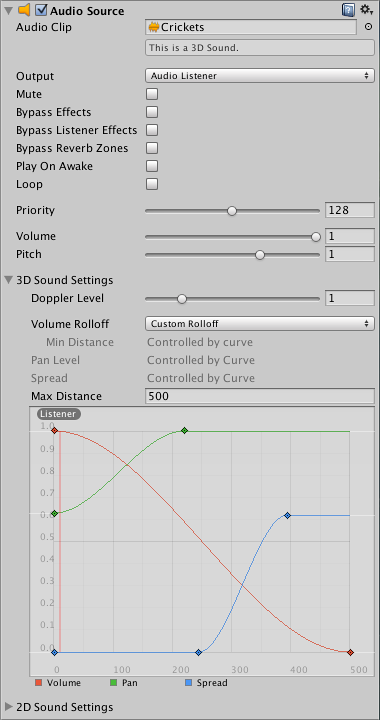 Audio Source
Audio Clip Crickets
This is a 3D Sound.
Output Audio Listener
Mute
Bypass Effects
Bypass Listener Effects
Bypass Reverb Zones
Play On Awake
Loop
Priority 128
Volume 1
Pitch 1
3D Sound Settings
Doppler Level 1
Volume Rolloff Custom Rolloff
Min Distance Controlled by curve
Pan Level Controlled by Curve
Spread Controlled by Curve
Max Distance 500
Listener
1.0
0.9
0.8
0.7
0.6
0.5
0.4
0.3
0.2
0.1
0.0
0 100 200 300 400 500
Volume Pan Spread
2D Sound Settings